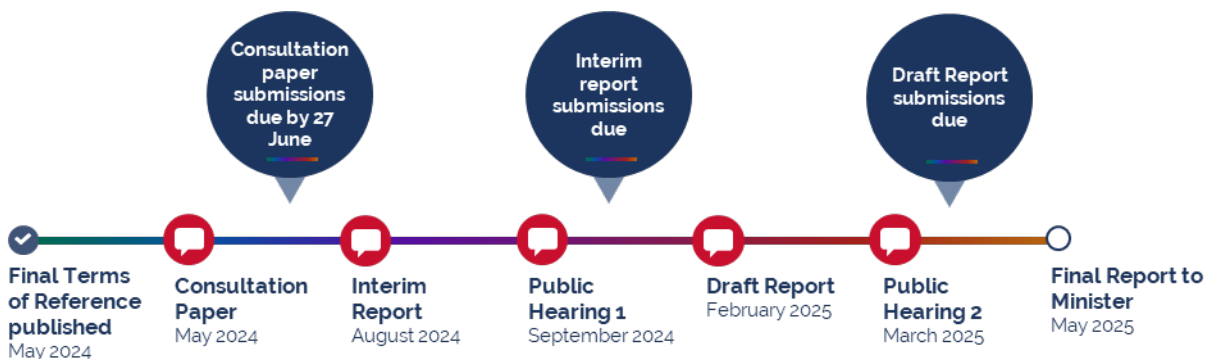 Consultation
paper
submissions
due by 27
June
Interim
report
submissions
due
Draft Report
submissions
due
Final Terms
of Reference
published
May 2024
Consultation
Paper
May 2024
Interim
Report
August 2024
Public
Hearing 1
September 2024
Draft Report
February 2025
Public
Hearing 2
March 2025
Final Report to
Minister
May 2025